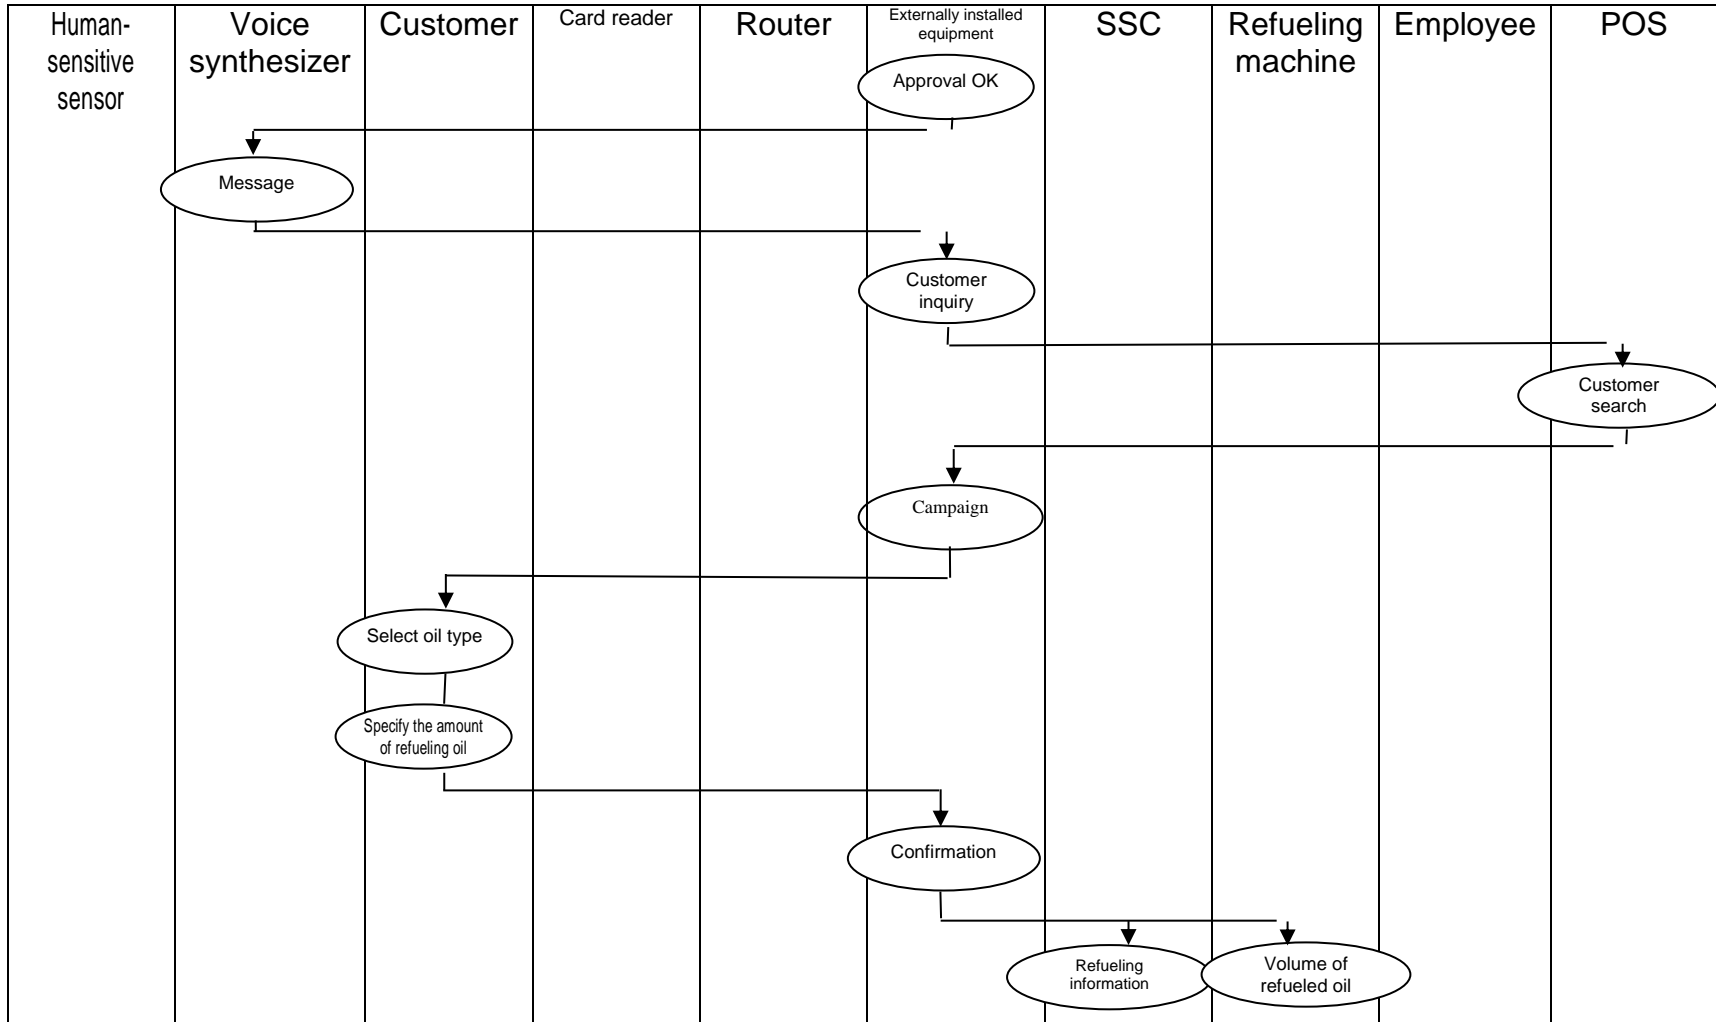 Human-
sensitive
sensor
Voice
synthesizer
Customer
Card reader
Router
Externally installed
equipment
SSC
Refueling
machine
Employee
POS
Approval OK
Message
Customer
inquiry
Customer
search
Campaign
Select oil type
Specify the amount
of refueling oil
Confirmation
Refueling
information
Volume of
refueled oil